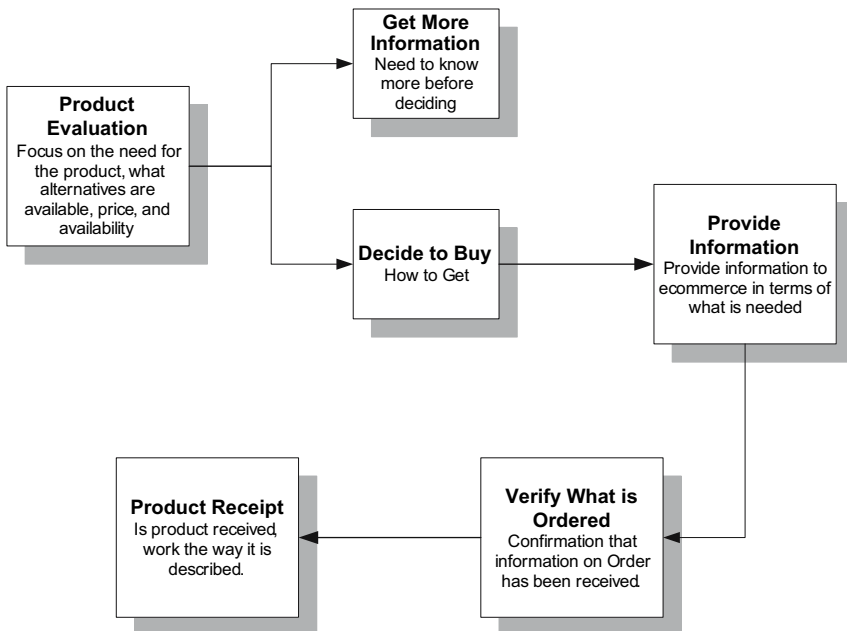 Get More
Information
Need to know
more before
deciding
Product
Evaluation
Focus on the need for
the product, what
alternatives are
available, price, and
availability
Decide to Buy
How to Get
Provide
Information
Provide information to
ecommerce in terms of
what is needed
Product Receipt
Is product received,
work the way it is
described.
Verify What is
Ordered
Confirmation that
information on Order
has been received.